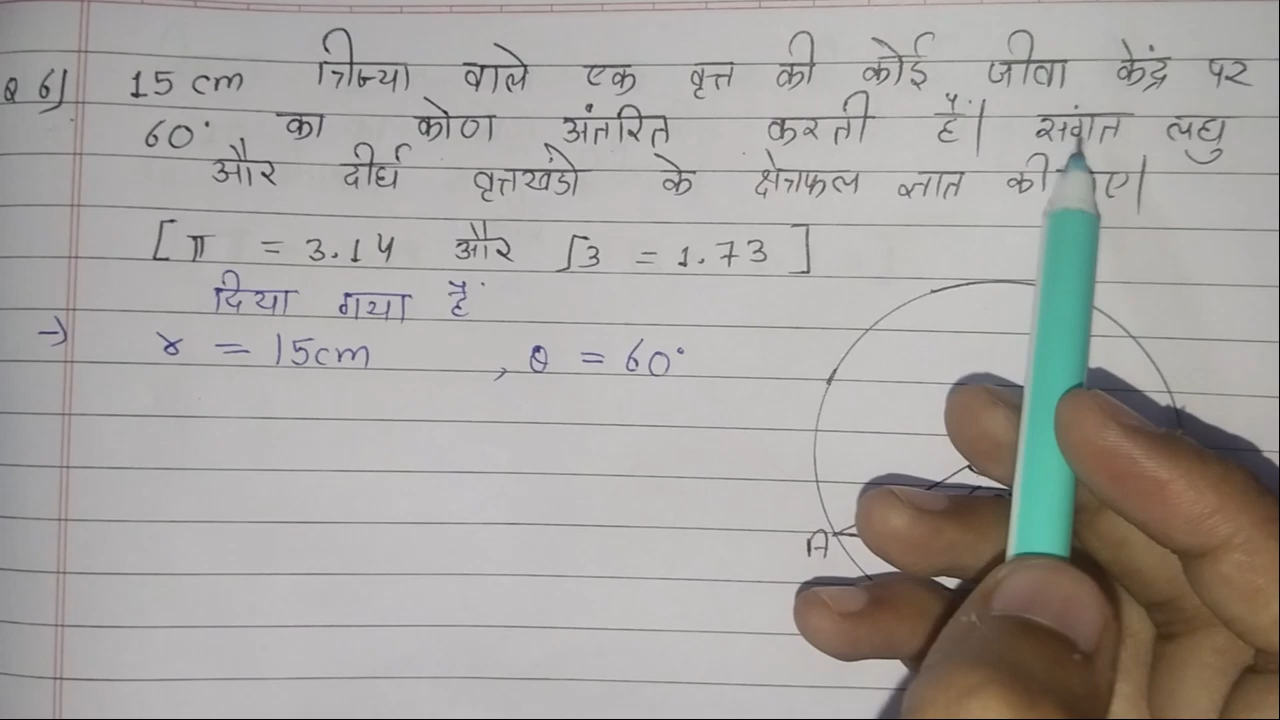 Q 6) 15 cm त्रिज्या वाले एक वृत्त की कोई जीवा केंद्र पर
60° का कोण अंतरित करती हैं। संगत लघु
और दीर्घ वृत्तखंडो के क्षेत्रफल ज्ञात
[π = 3.14 और √3 = 1.73]
दिया गया हैं
→ r = 15cm , θ = 60°
A